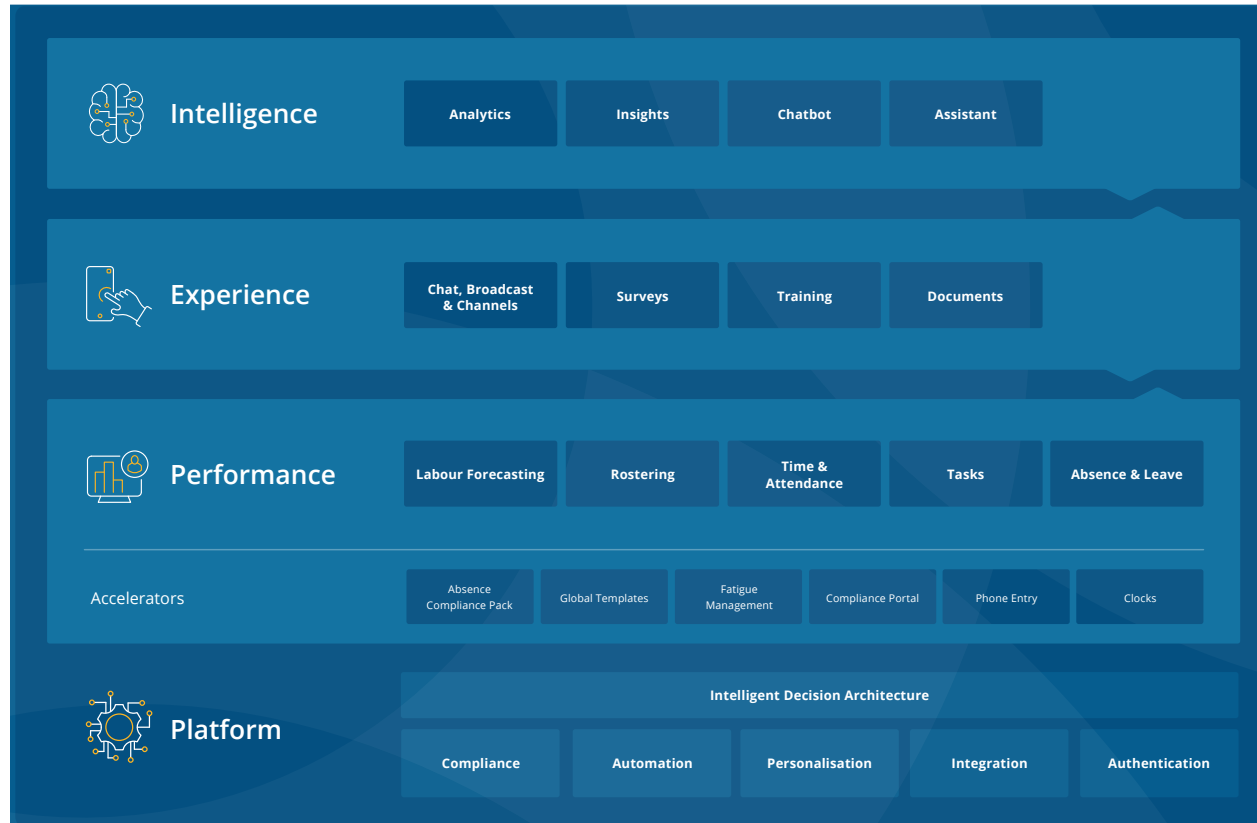 Intelligence
Analytics
Insights
Chatbot
Assistant
Experience
Chat, Broadcast
& Channels
Surveys
Training
Documents
Performance
Labour Forecasting
Rostering
Time &
Attendance
Tasks
Absence & Leave
Accelerators
Absence
Compliance Pack
Global Templates
Fatigue
Management
Compliance Portal
Phone Entry
Clocks
Platform
Intelligent Decision Architecture
Compliance
Automation
Personalisation
Integration
Authentication